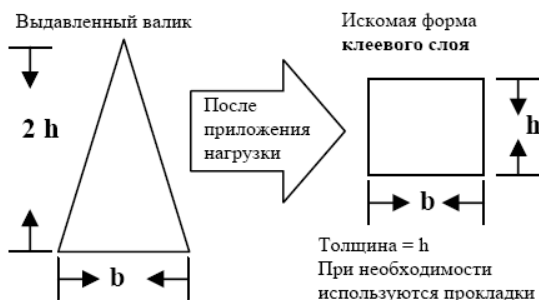 Выдавленный валик
2 h
b
После
приложения
нагрузки
Искомая форма
клеевого слоя
h
b
Толщина = h
При необходимости
используются прокладки